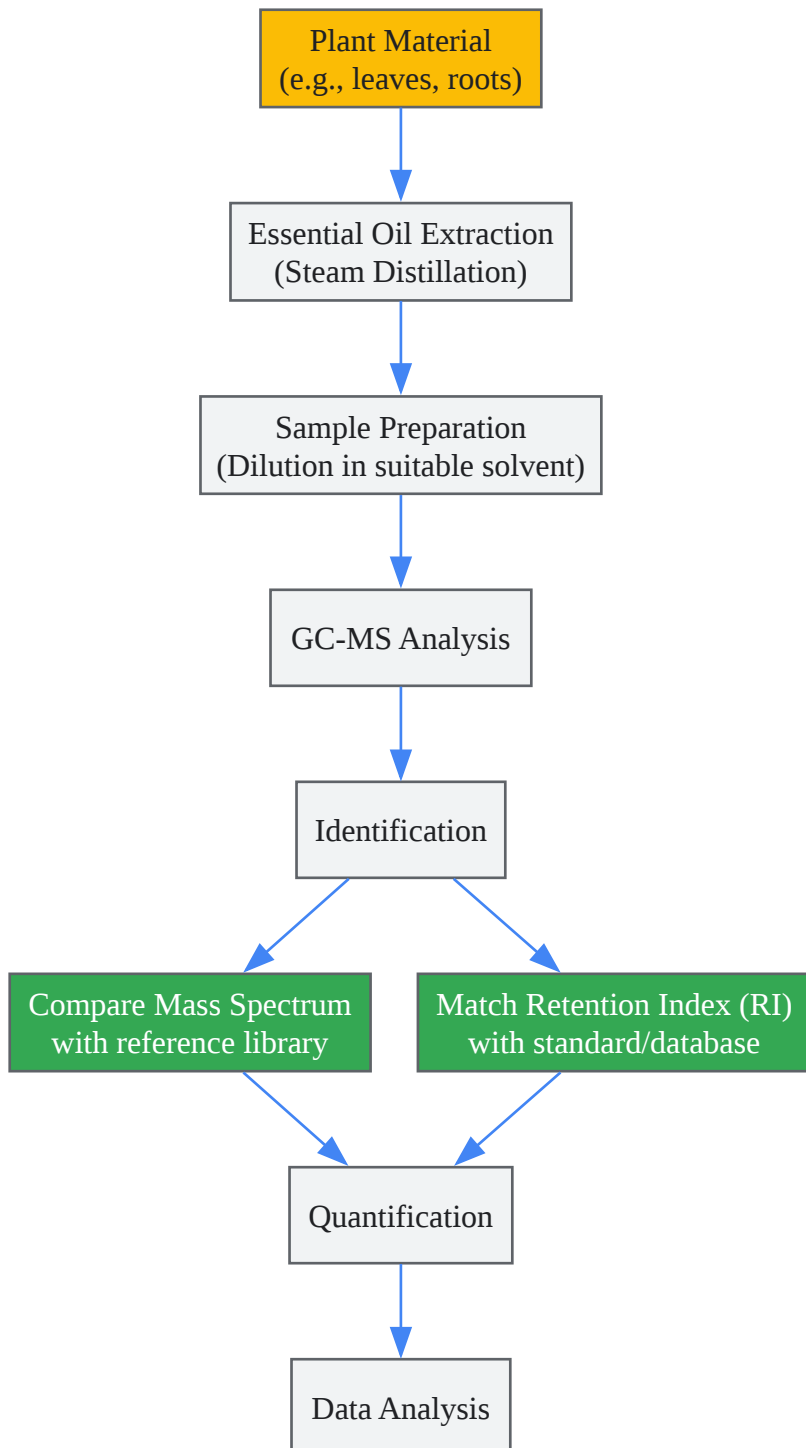 Plant Material
(e.g., leaves, roots)
Essential Oil Extraction
(Steam Distillation)
Sample Preparation
(Dilution in suitable solvent)
GC-MS Analysis
Identification
Compare Mass Spectrum
with reference library
Match Retention Index (RI)
with standard/database
Quantification
Data Analysis